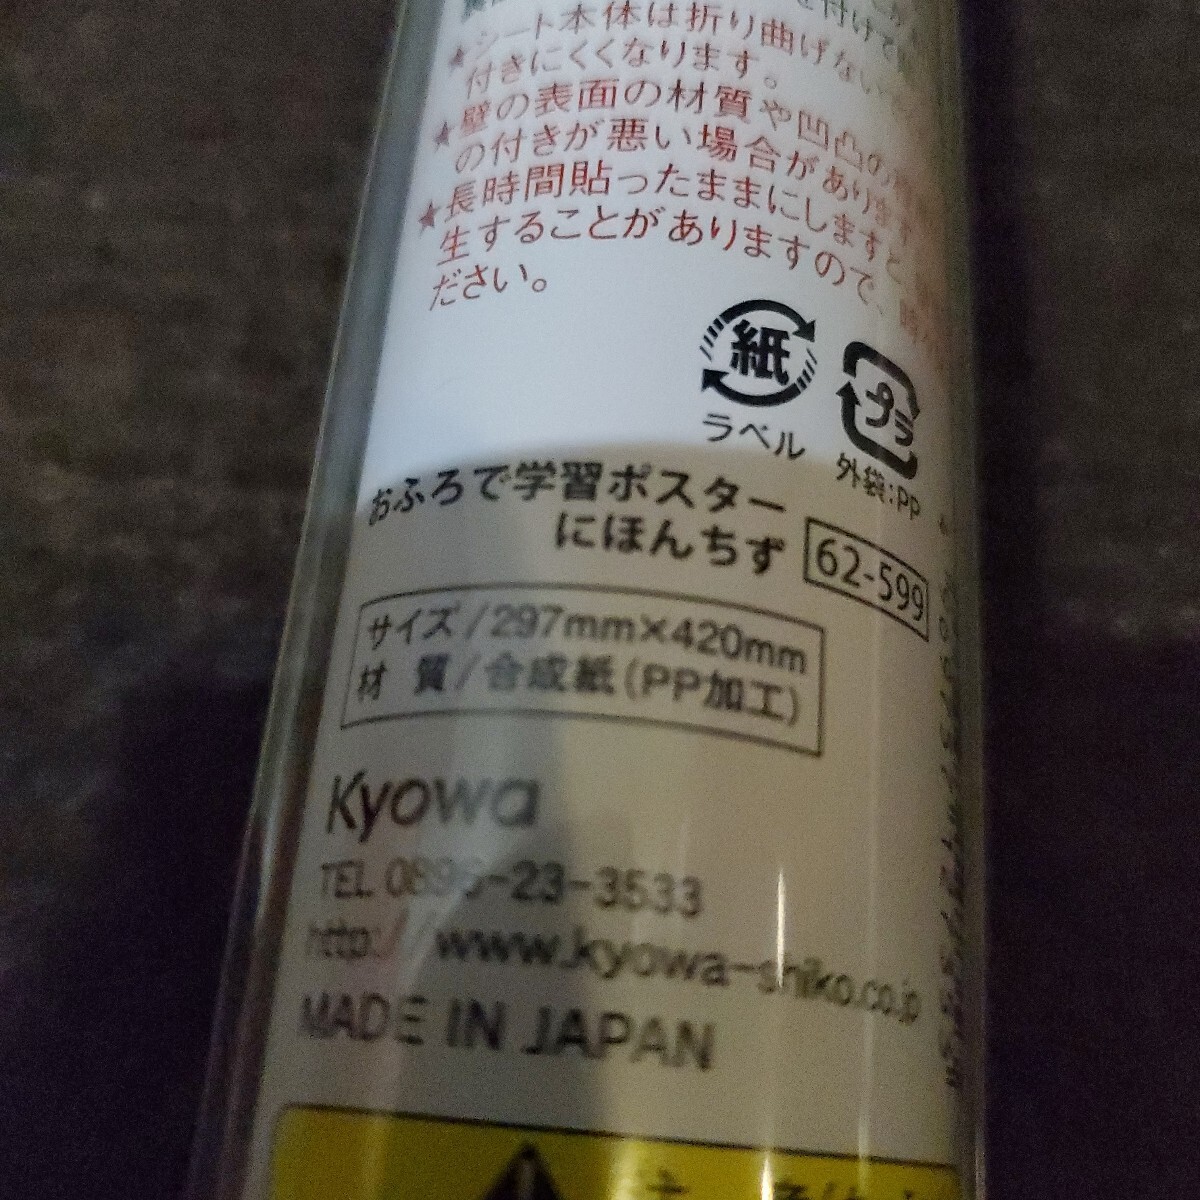 を付けて
★シート本体は折り曲げない
付きにくくなります。
★壁の表面の材質や凹凸の
の付きが悪い場合があります
★長時間貼ったままにしますと、
生することがありますので、
ださい。
紙
ラベル
プラ
外袋:PP
おふろで学習ポスター
にほんちず
62-599
サイズ/297mm×420mm
材 質/合成紙(PP加工)
Kyowa
TEL 0896-23-3533
http://www.kyowa-shiko.co.jp
MADE IN JAPAN